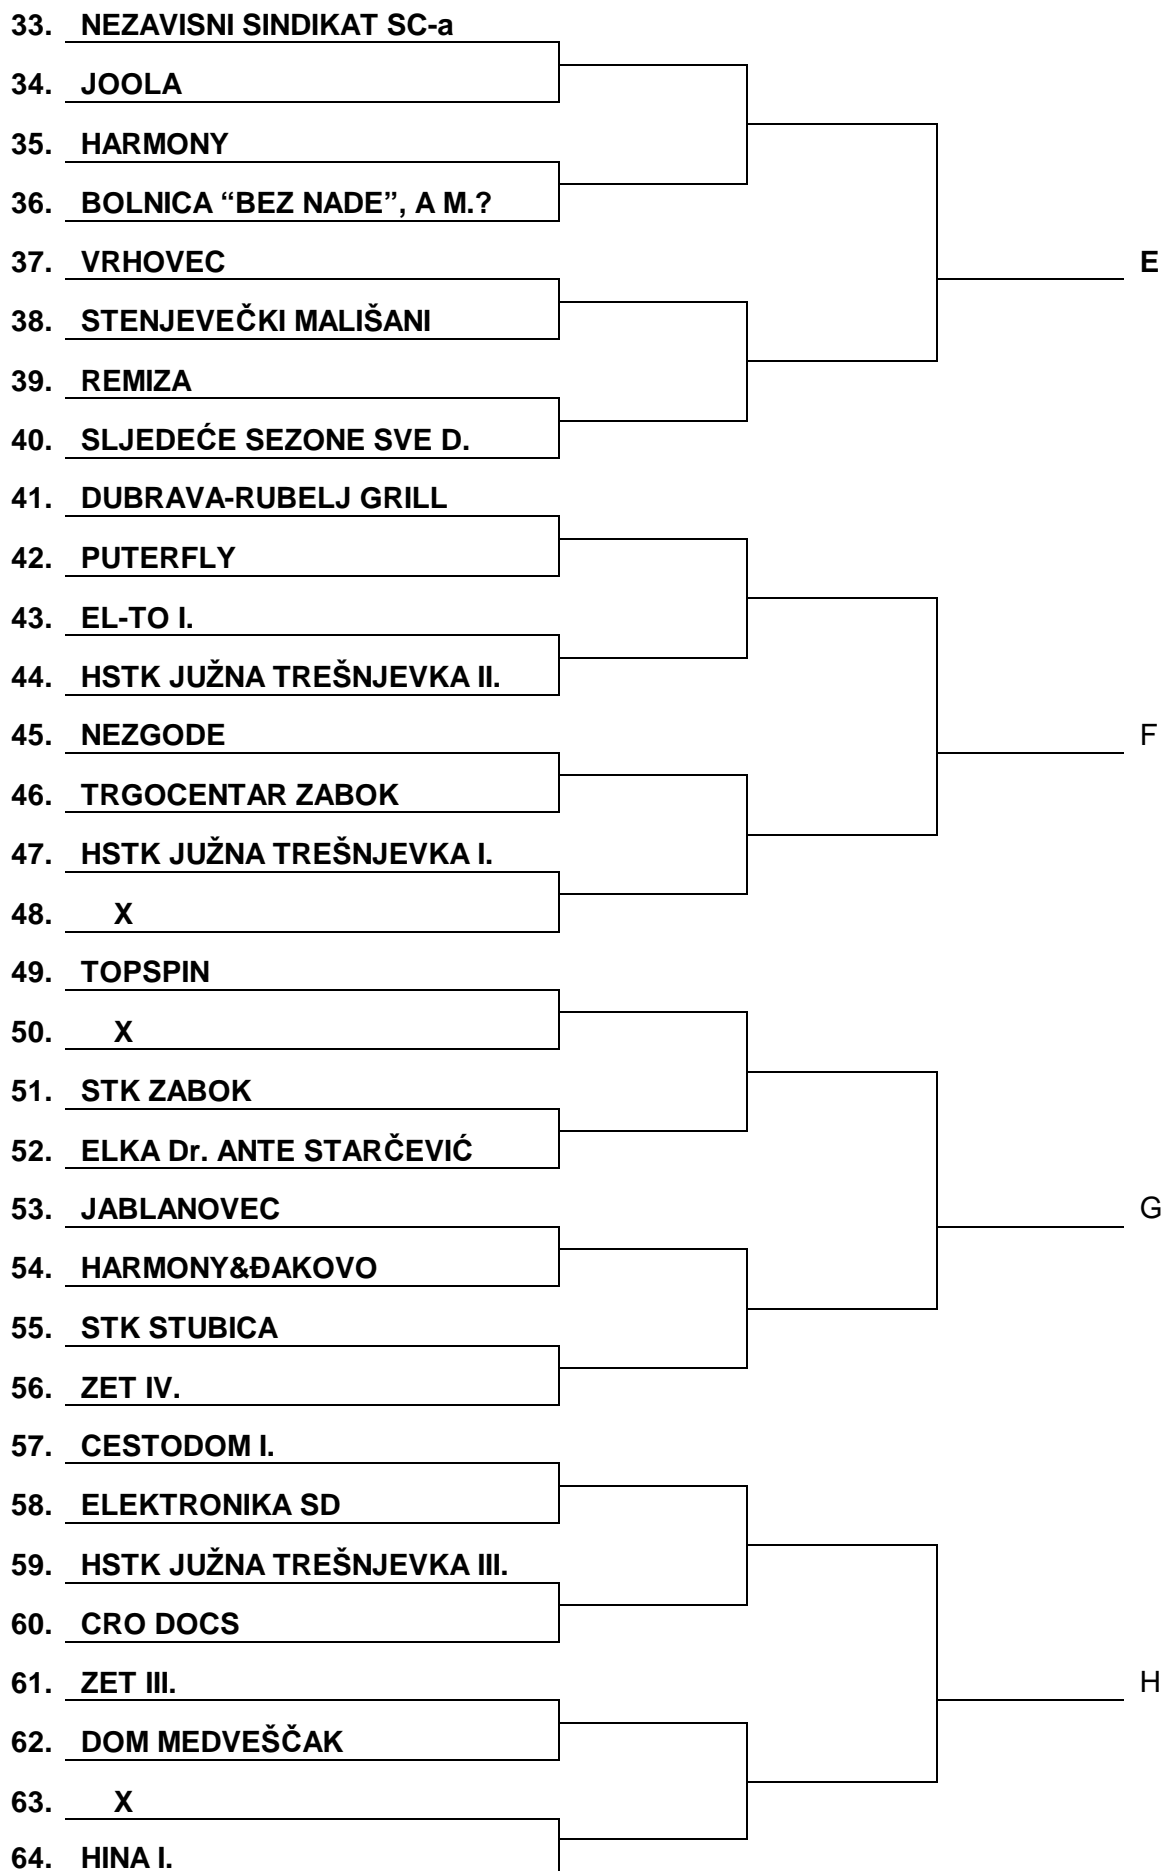 33. NEZAVISNI SINDIKAT SC-a
34. JOOLA
35. HARMONY
36. BOLNICA “BEZ NADE”, A M.?
37. VRHOVEC
E
38. STENJEVEČKI MALIŠANI
39. REMIZA
40. SLJEDEĆE SEZONE SVE D.
41. DUBRAVA-RUBELJ GRILL
42. PUTERFLY
43. EL-TO I.
44. HSTK JUŽNA TREŠNJEVKA II.
45. NEZGODE
F
46. TRGOCENTAR ZABOK
47. HSTK JUŽNA TREŠNJEVKA I.
48. X
49. TOPSPIN
50. X
51. STK ZABOK
52. ELKA Dr. ANTE STARČEVIĆ
53. JABLANOVEC
G
54. HARMONY&ĐAKOVO
55. STK STUBICA
56. ZET IV.
57. CESTODOM I.
58. ELEKTRONIKA SD
59. HSTK JUŽNA TREŠNJEVKA III.
60. CRO DOCS
61. ZET III.
H
62. DOM MEDVEŠČAK
63. X
64. HINA I.